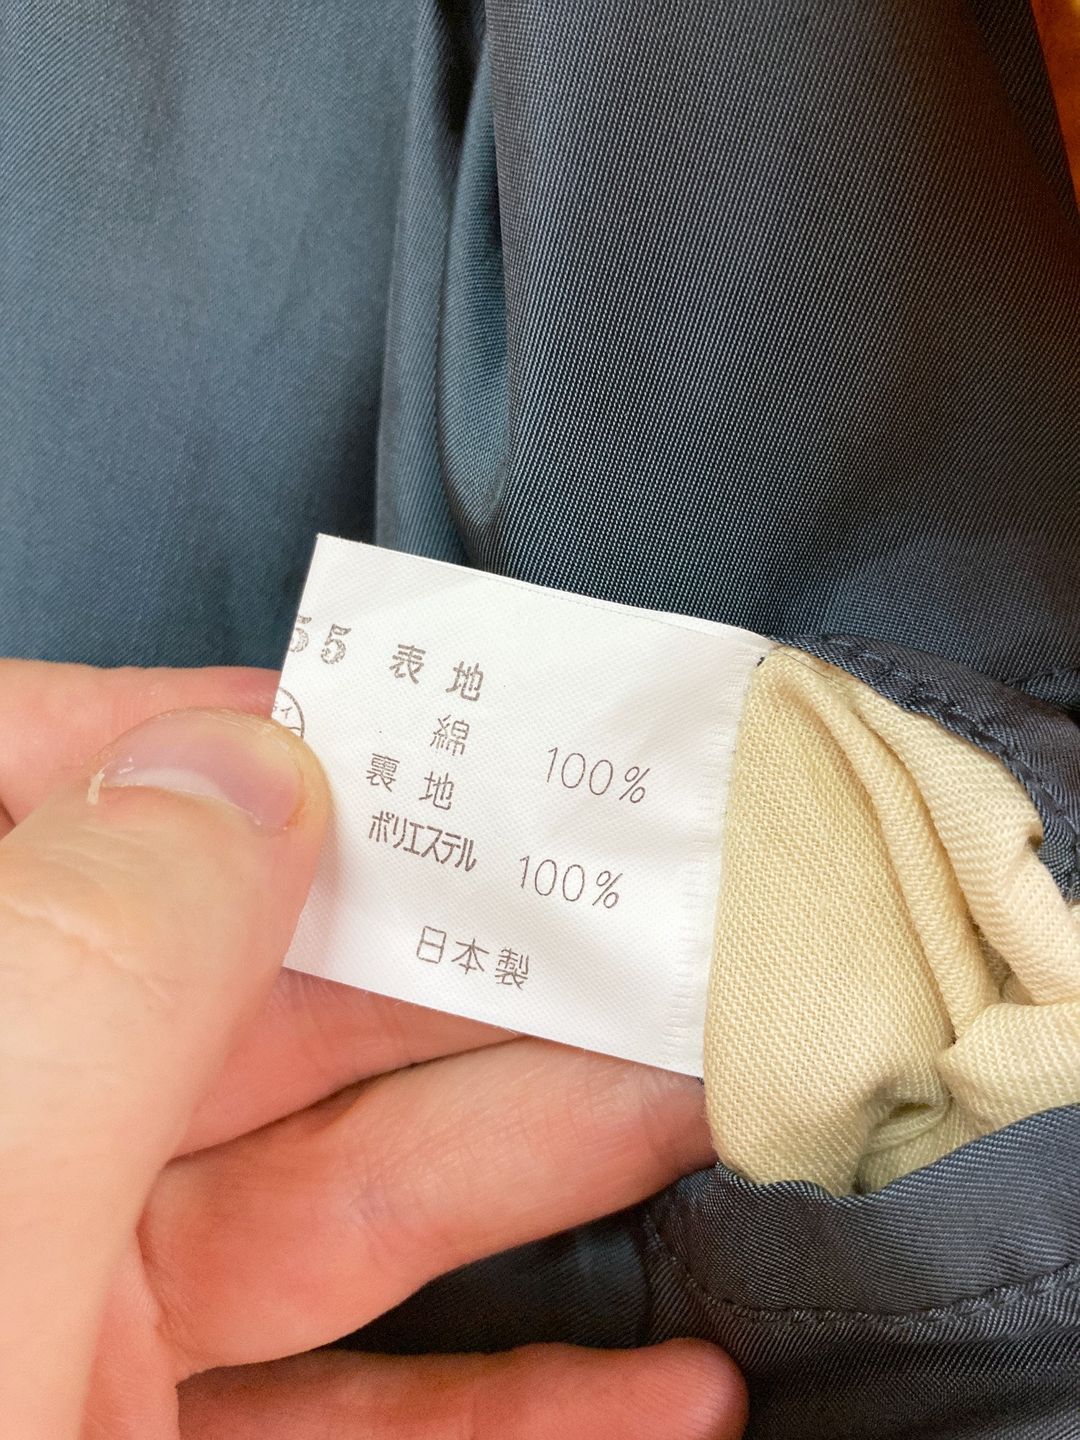 55 表地
綿 100%
裏地
ポリエステル 100%
日本製